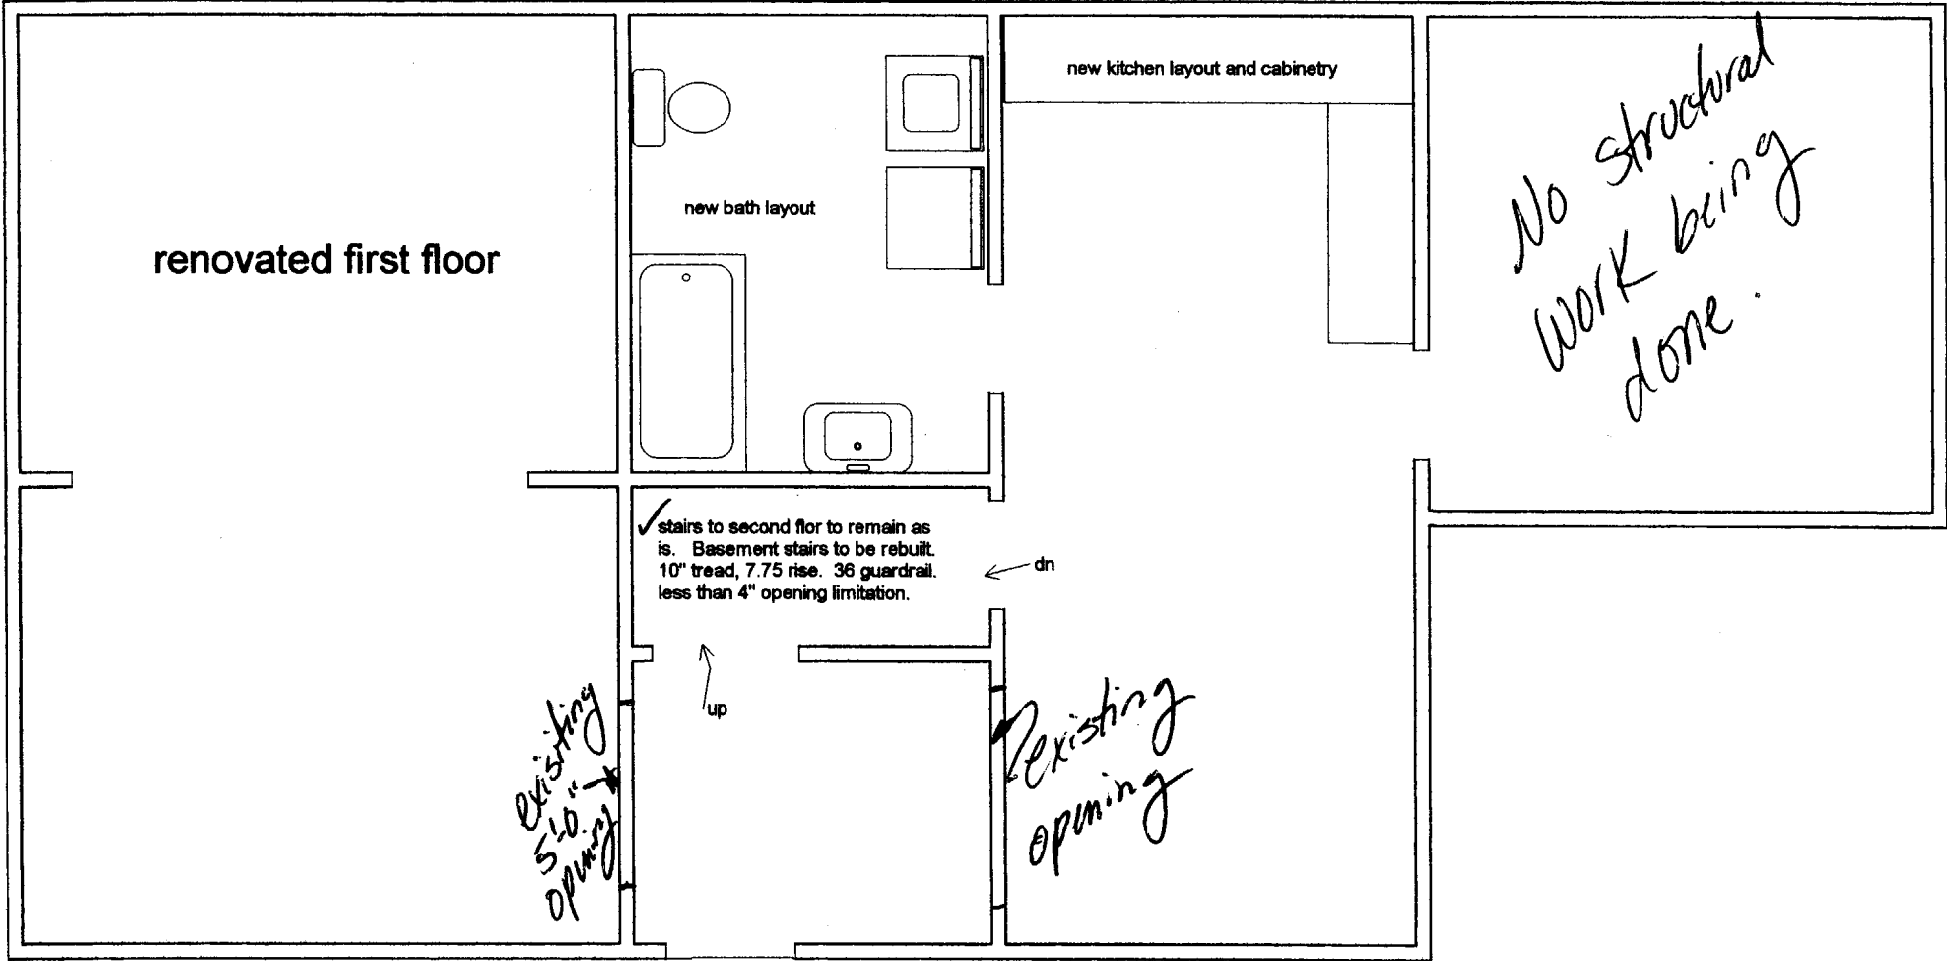 new kitchen layout and cabinetry
No structural
work being
done.
new bath layout
renovated first floor
✓ stairs to second flor to remain as
is. Basement stairs to be rebuilt.
10" tread, 7.75 rise. 36 guardrail.
less than 4" opening limitation.
dn
up
exisiting
5'0"
opening
existing
opening